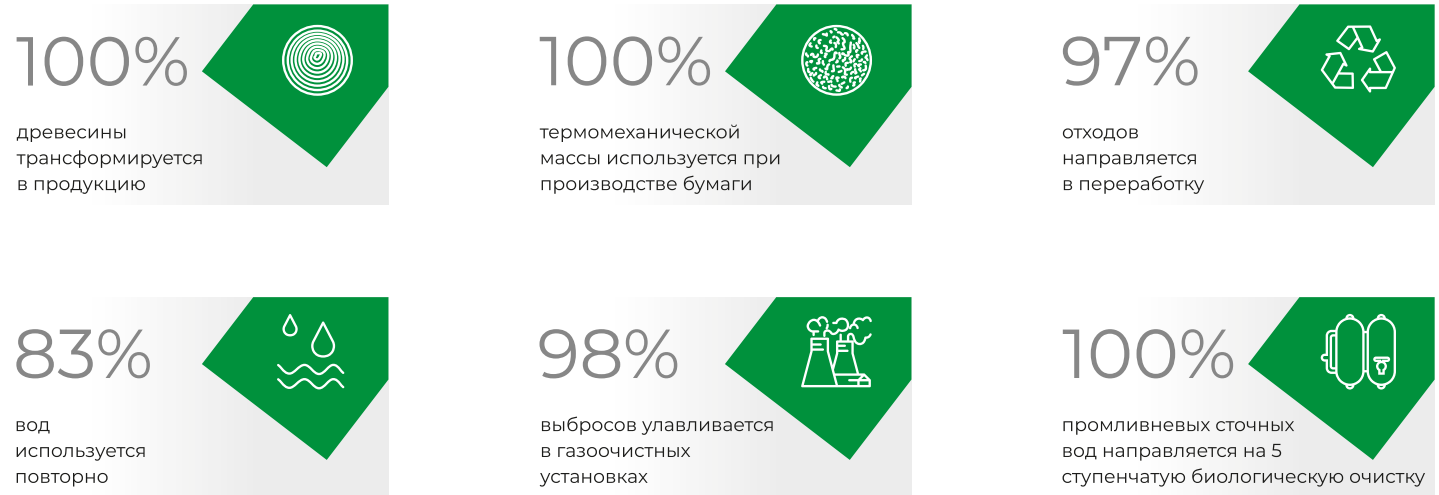 100%
древесины
трансформируется
в продукцию
100%
термомеханической
массы используется при
производстве бумаги
97%
отходов
направляется
в переработку
83%
вод
используется
повторно
98%
выбросов улавливается
в газоочистных
установках
100%
промливневых сточных
вод направляется на 5
ступенчатую биологическую очистку